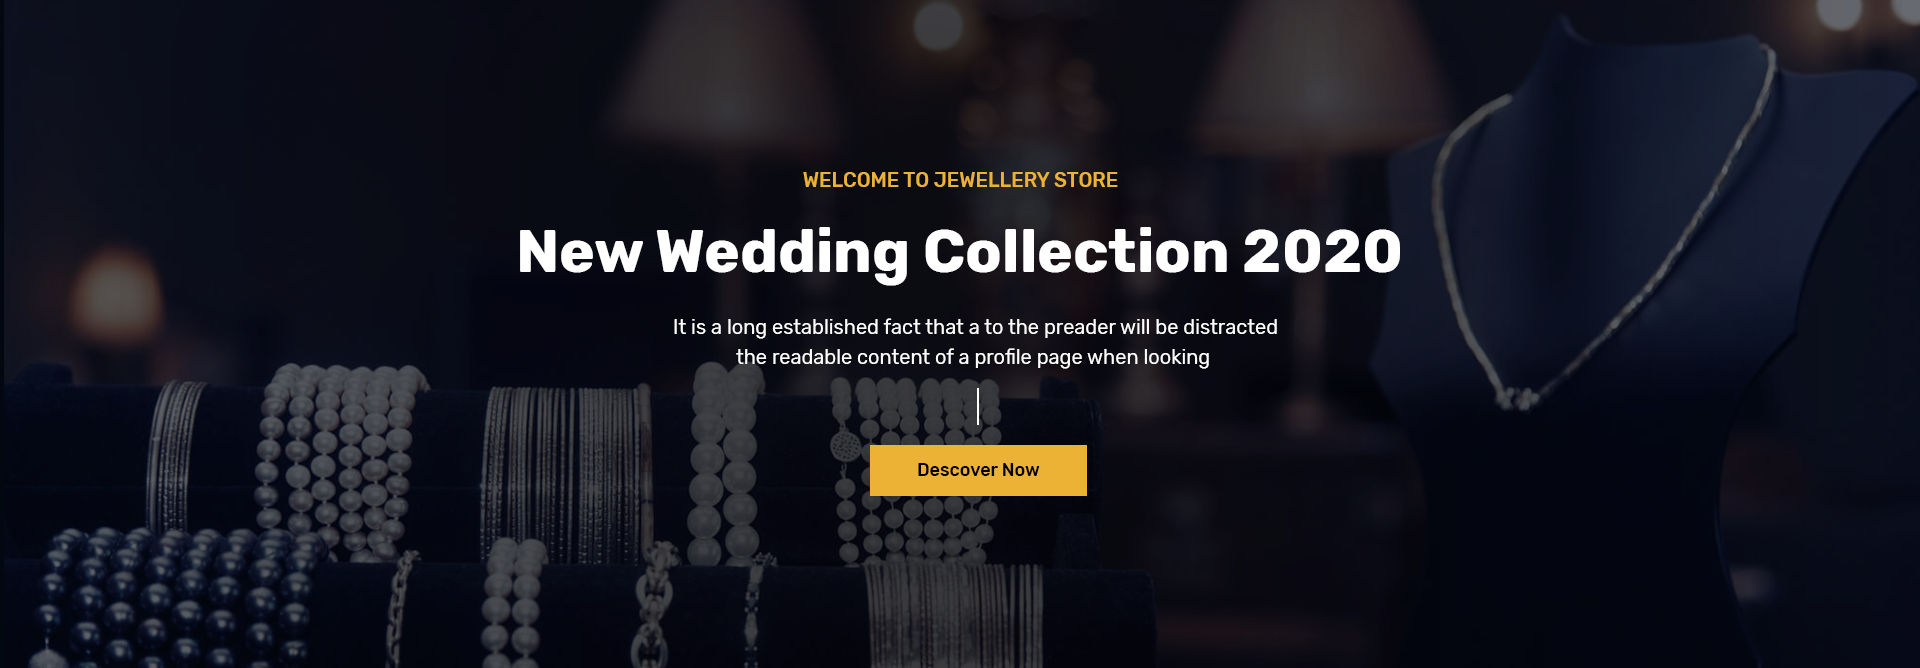 WELCOME TO JEWELLERY STORE
New Wedding Collection 2020
It is a long established fact that a to the preader will be distracted
the readable content of a profile page when looking
Descover Now